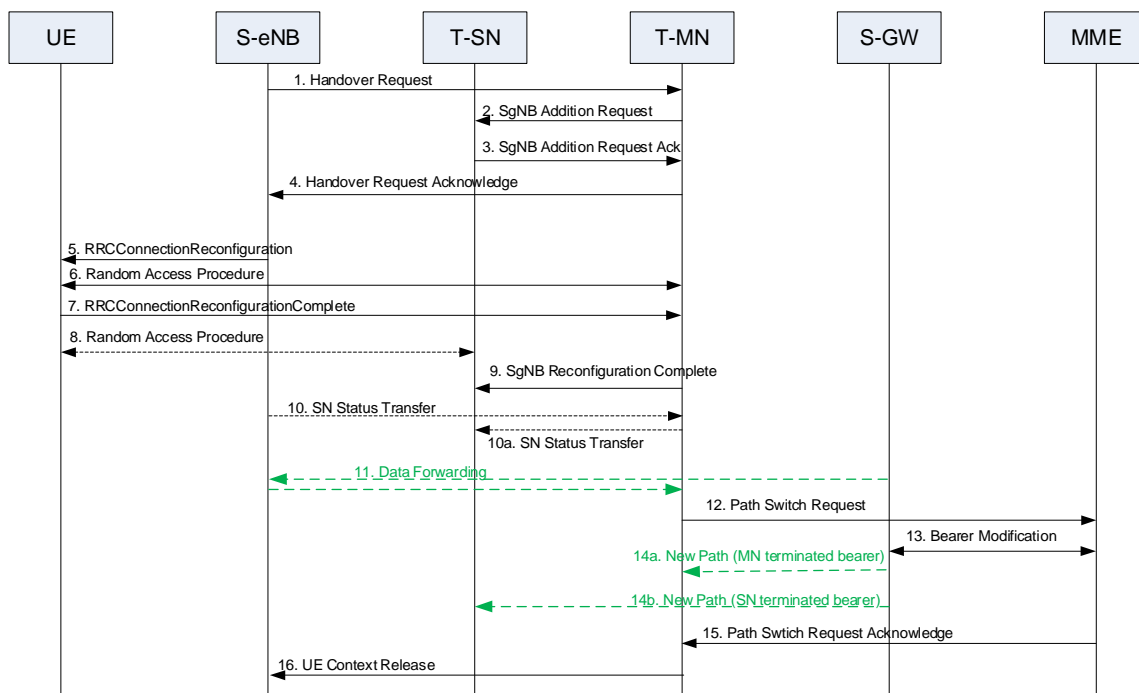 UE S-eNB T-SN T-MN S-GW MME
1. Handover Request
2. SgNB Addition Request
3. SgNB Addition Request Ack
4. Handover Request Acknowledge
5. RRCConnectionReconfiguration
6. Random Access Procedure
7. RRCConnectionReconfigurationComplete
8. Random Access Procedure
9. SgNB Reconfiguration Complete
10. SN Status Transfer
10a. SN Status Transfer
11. Data Forwarding
12. Path Switch Request
13. Bearer Modification
14a. New Path (MN terminated bearer)
14b. New Path (SN terminated bearer)
15. Path Swtich Request Acknowledge
16. UE Context Release